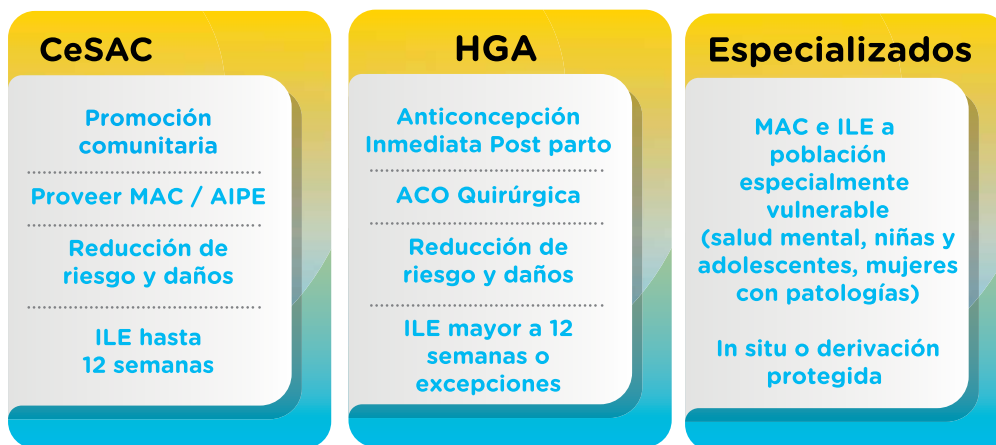 CeSAC
Promoción
comunitaria
Proveer MAC / AIPE
Reducción de
riesgo y daños
ILE hasta
12 semanas
HGA
Anticoncepción
Inmediata Post parto
ACO Quirúrgica
Reducción de
riesgo y daños
ILE mayor a 12
semanas o
excepciones
Especializados
MAC e ILE a
población
especialmente
vulnerable
(salud mental, niñas y
adolescentes, mujeres
con patologías)
In situ o derivación
protegida